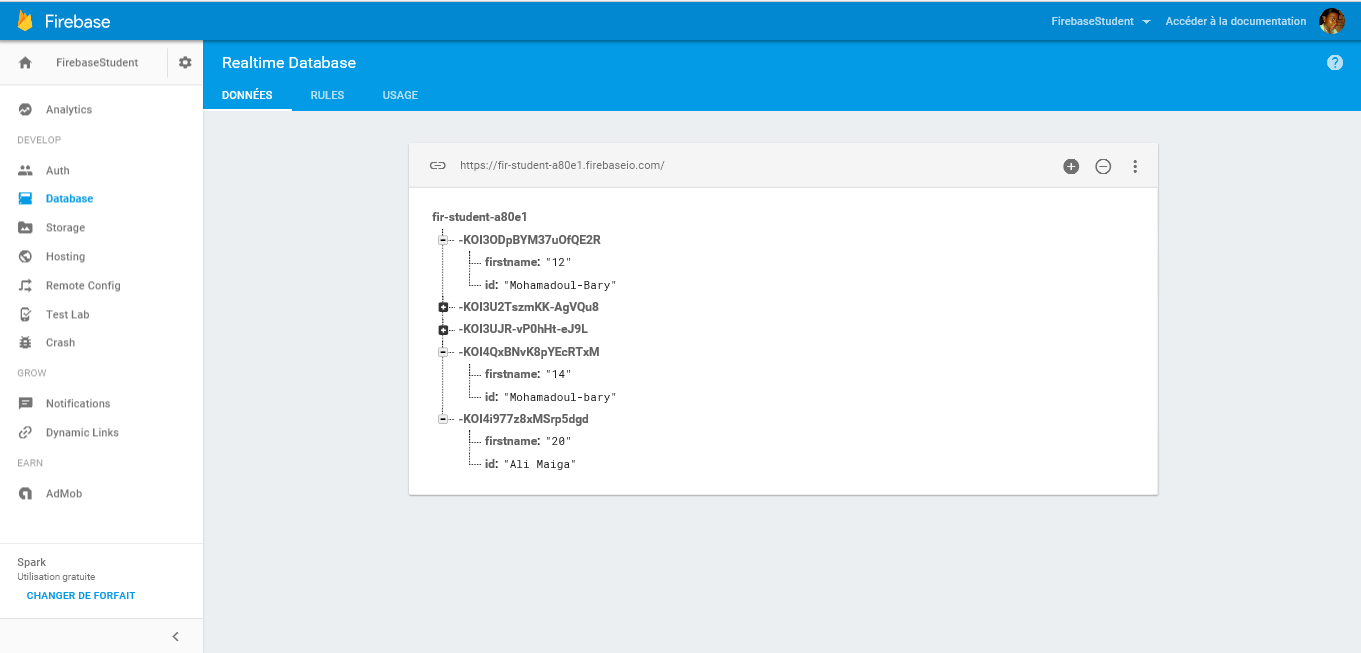 Firebase
FirebaseStudent
Accéder à la documentation
FirebaseStudent
Realtime Database
DONNÉES
RULES
USAGE
Analytics
DEVELOP
Auth
Database
Storage
Hosting
Remote Config
Test Lab
Crash
GROW
Notifications
Dynamic Links
EARN
AdMob
Spark
Utilisation gratuite
CHANGER DE FORFAIT
https://fir-student-a80e1.firebaseio.com/
fir-student-a80e1
-KOI3ODpBYM37uOfQE2R
firstname: "12"
id: "Mohamadoul-Bary"
-KOI3U2TszmKK-AgVQu8
-KOI3UJR-vP0hHt-eJ9L
-KOI4QxBNvK8pYEcRTxM
firstname: "14"
id: "Mohamadoul-bary"
-KOI4i977z8xMSrp5dgd
firstname: "20"
id: "Ali Maiga"